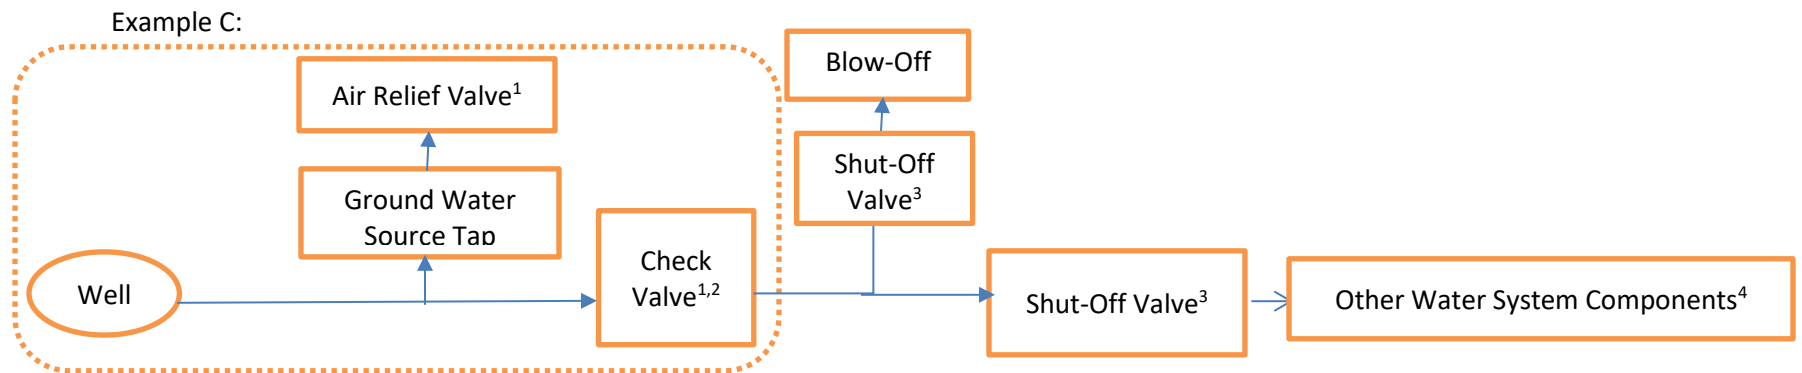 Example C:
Air Relief Valve¹
Ground Water
Source Tap
Well
Check
Valve¹,²
Blow-Off
Shut-Off
Valve³
Shut-Off Valve³
Other Water System Components⁴